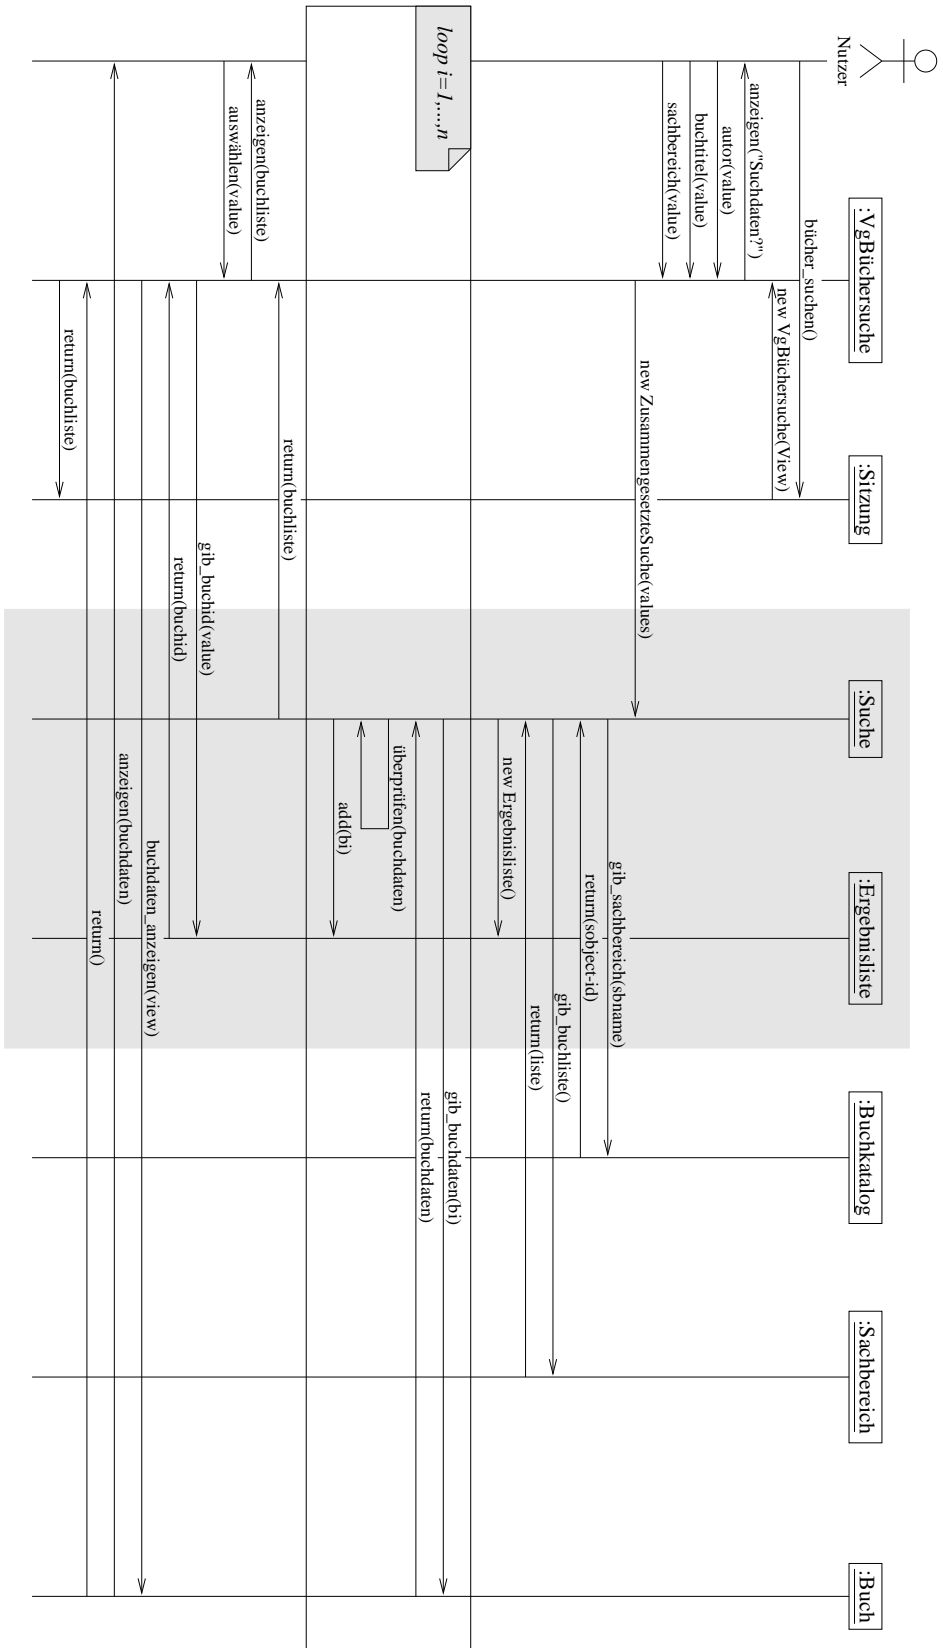 Nutzer
:VgBüchersuche
:Sitzung
:Suche
:Ergebnisliste
:Buchkatalog
:Sachbereich
:Buch
bücher_suchen()
new VgBüchersuche(View)
anzeigen("Suchdaten?")
autor(value)
buchtitel(value)
sachbereich(value)
new ZusammengesetzteSuche(values)
gib_sachbereich(sbname)
return(sobject-id)
gib_buchliste()
return(liste)
new Ergebnisliste()
loop i=1,...,n
gib_buchdaten(bi)
return(buchdaten)
überprüfen(buchdaten)
add(bi)
return(buchliste)
anzeigen(buchliste)
auswählen(value)
gib_buchid(value)
return(buchid)
buchdaten_anzeigen(view)
anzeigen(buchdaten)
return()
return(buchliste)